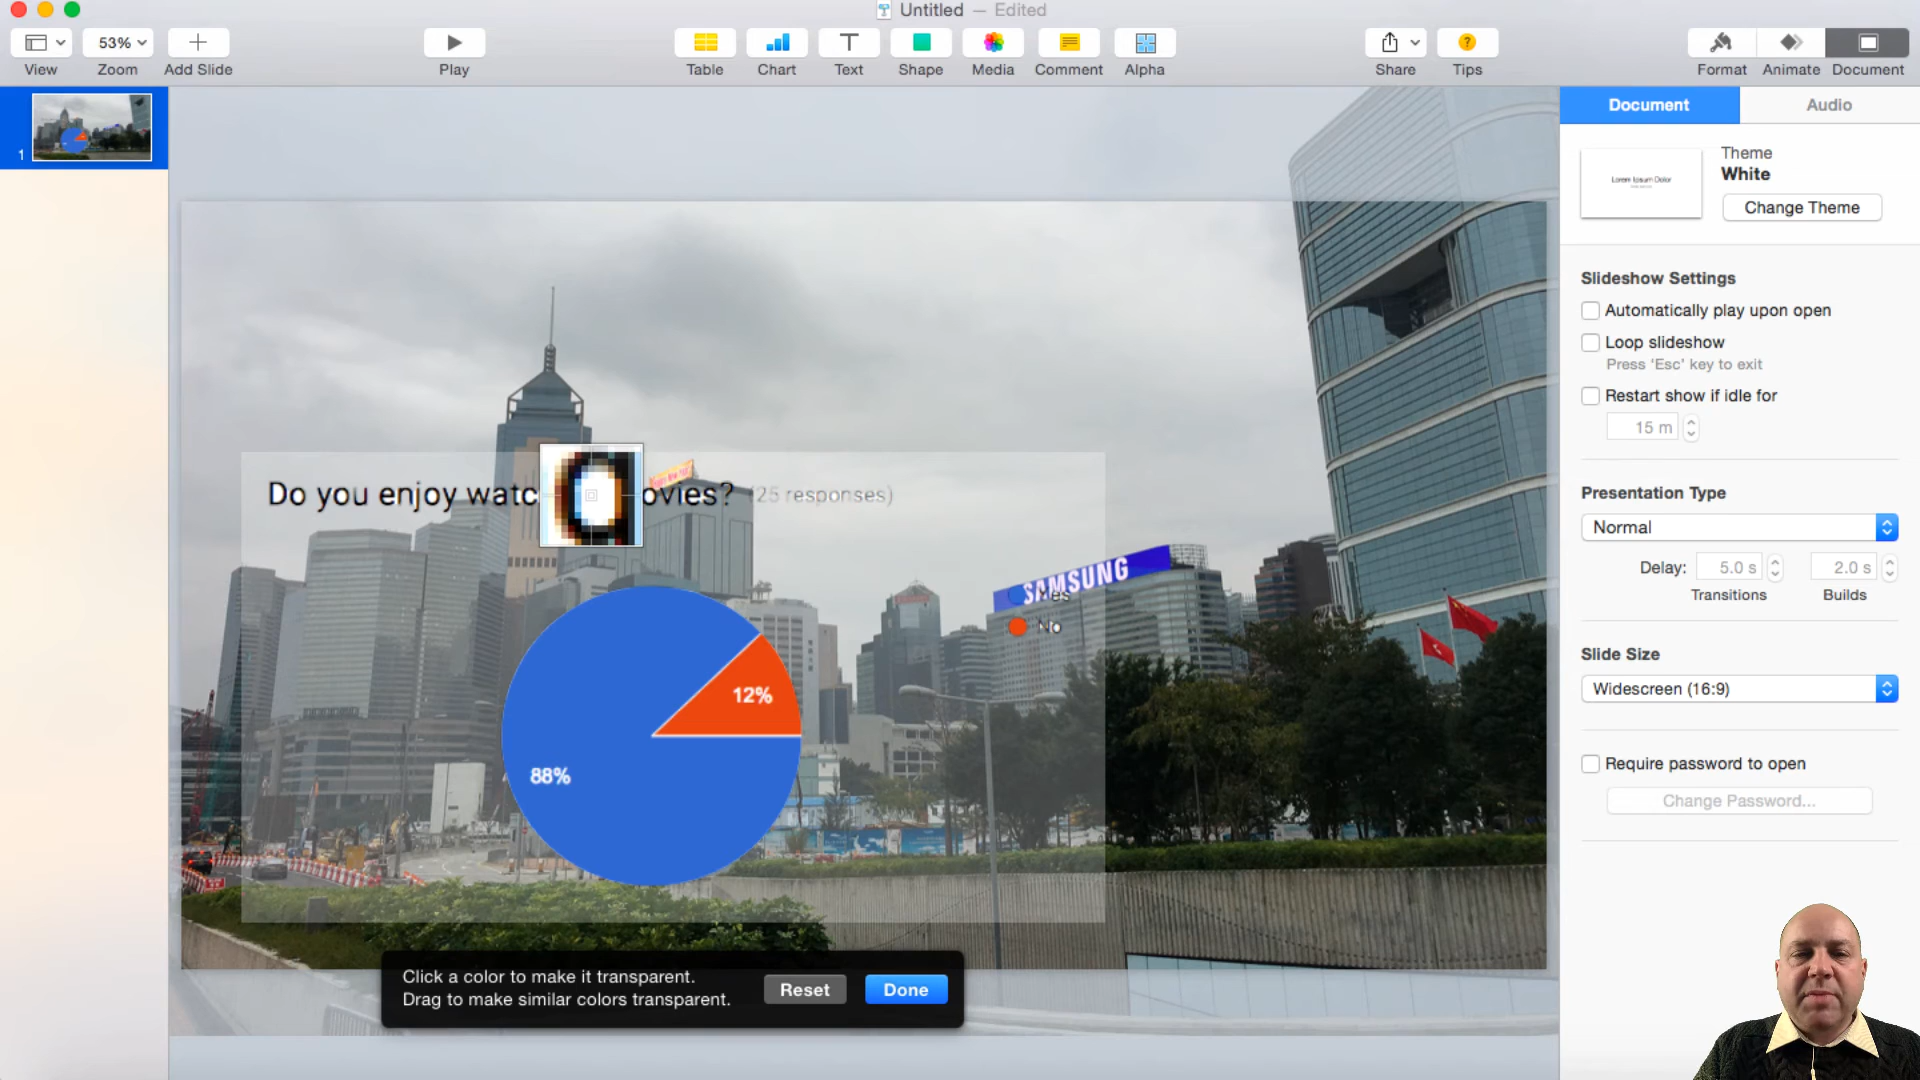 Untitled — Edited
53%
View Zoom Add Slide Play Table Chart Text Shape Media Comment Alpha Share Tips Format Animate Document
?
Document Audio
1
Lorem Ipsum Dolor
Theme
White
Change Theme
Slideshow Settings
Automatically play upon open
Loop slideshow
Press 'Esc' key to exit
Restart show if idle for
15 m
Presentation Type
Normal
Delay: 5.0 s 2.0 s
Transitions Builds
Slide Size
Widescreen (16:9)
Require password to open
Change Password...
Do you enjoy watc ovies? (25 responses)
SAMSUNG
Yes
No
12%
88%
Click a color to make it transparent.
Drag to make similar colors transparent.
Reset Done